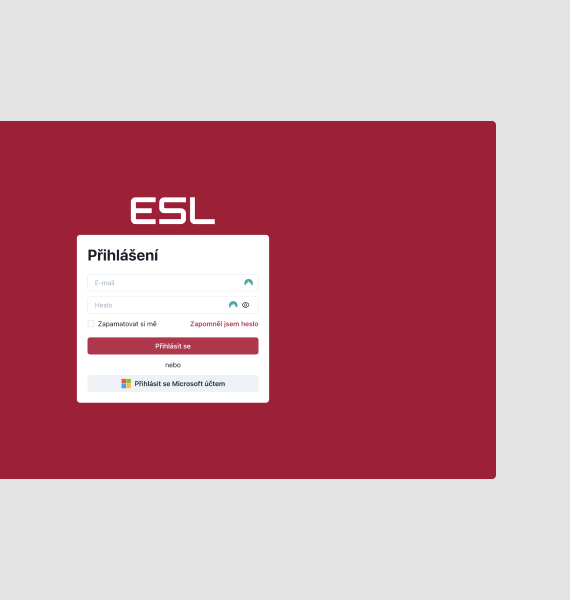 ESL
Přihlášení
E-mail
Heslo
Zapamatovat si mě
Zapomněl jsem heslo
Přihlásit se
nebo
Přihlásit se Microsoft účtem